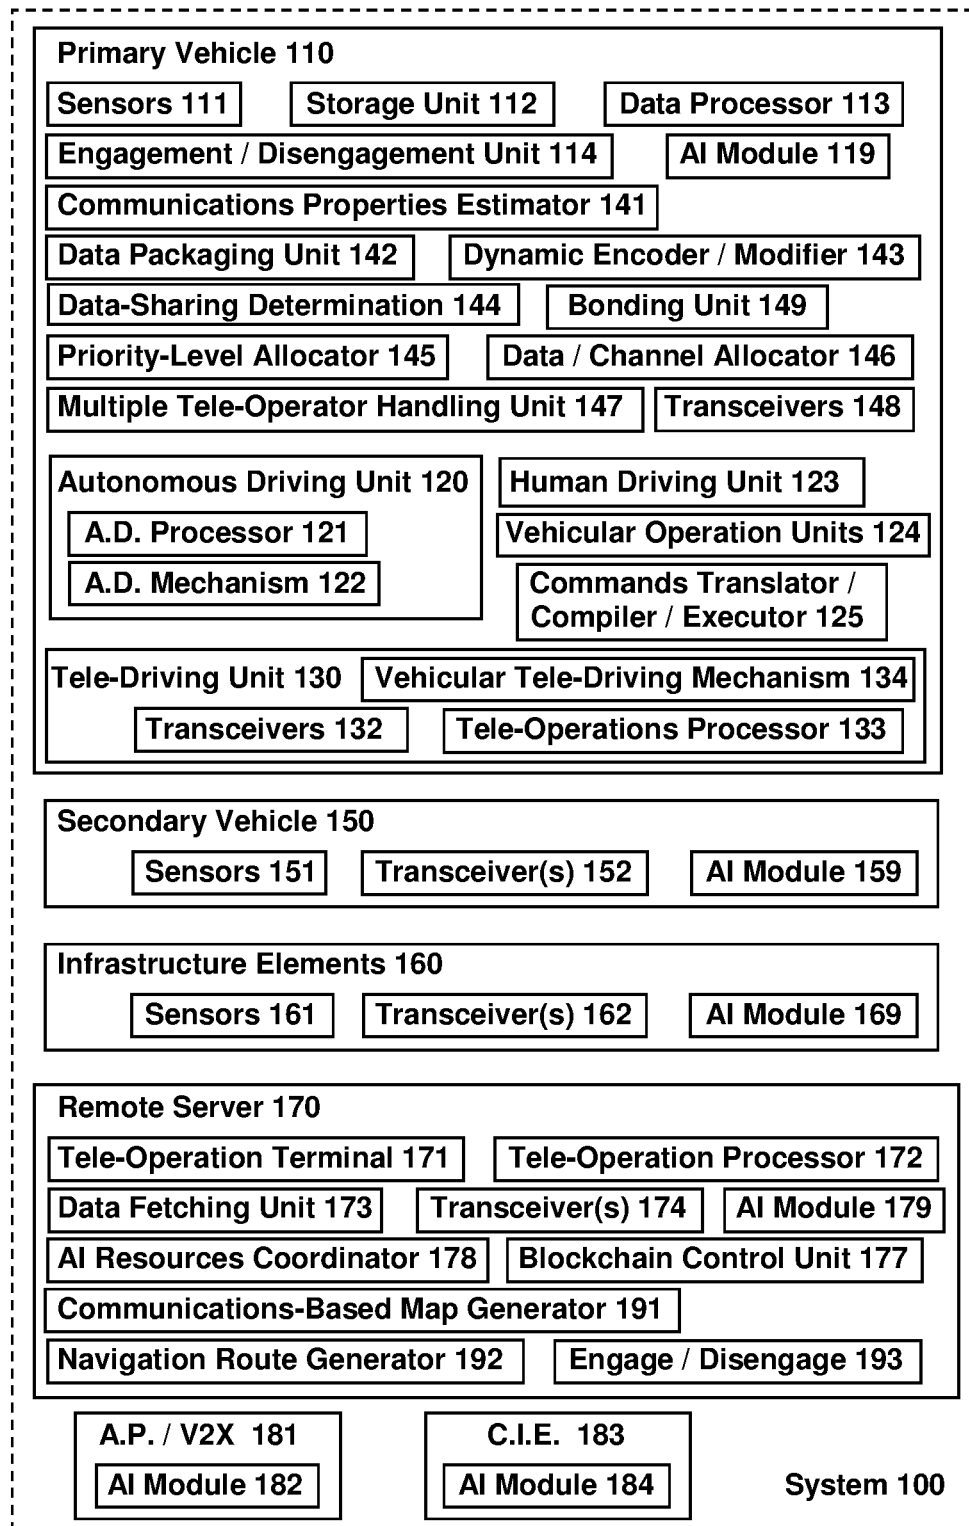 Primary Vehicle 110
Sensors 111 Storage Unit 112 Data Processor 113
Engagement / Disengagement Unit 114 AI Module 119
Communications Properties Estimator 141
Data Packaging Unit 142 Dynamic Encoder / Modifier 143
Data-Sharing Determination 144 Bonding Unit 149
Priority-Level Allocator 145 Data / Channel Allocator 146
Multiple Tele-Operator Handling Unit 147 Transceivers 148
Autonomous Driving Unit 120
A.D. Processor 121
A.D. Mechanism 122
Human Driving Unit 123
Vehicular Operation Units 124
Commands Translator /
Compiler / Executor 125
Tele-Driving Unit 130 Vehicular Tele-Driving Mechanism 134
Transceivers 132 Tele-Operations Processor 133
Secondary Vehicle 150
Sensors 151 Transceiver(s) 152 AI Module 159
Infrastructure Elements 160
Sensors 161 Transceiver(s) 162 AI Module 169
Remote Server 170
Tele-Operation Terminal 171 Tele-Operation Processor 172
Data Fetching Unit 173 Transceiver(s) 174 AI Module 179
AI Resources Coordinator 178 Blockchain Control Unit 177
Communications-Based Map Generator 191
Navigation Route Generator 192 Engage / Disengage 193
A.P. / V2X 181
AI Module 182
C.I.E. 183
AI Module 184
System 100